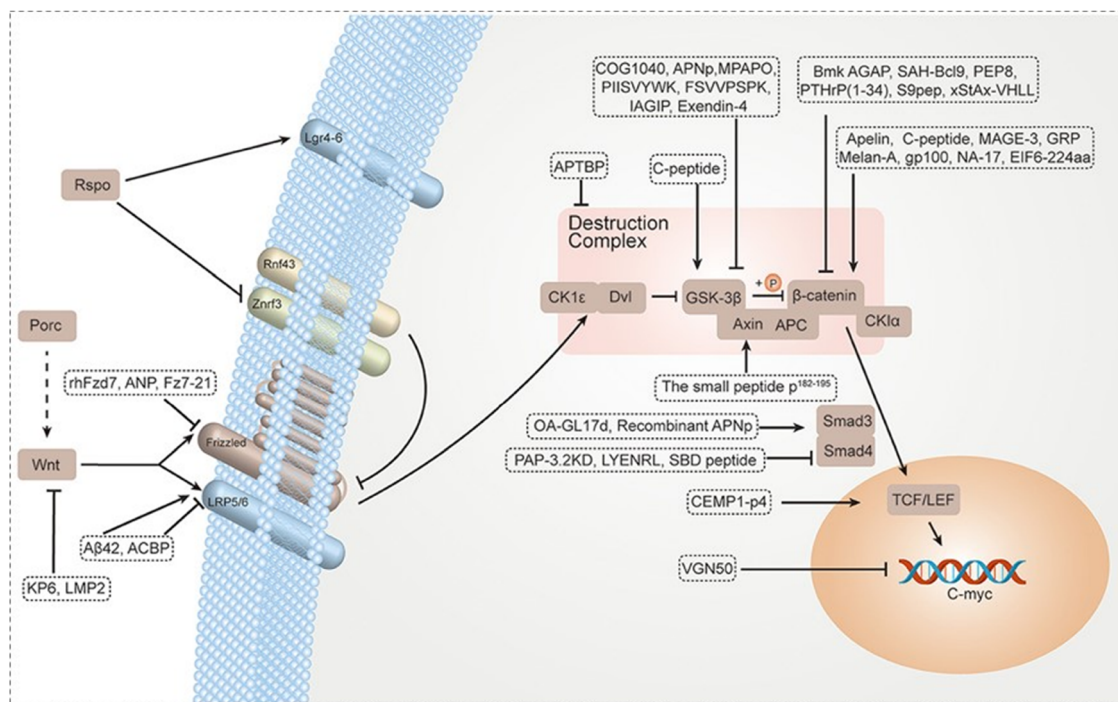 COG1040, APNp,MPAPO,
PIISVYWK, FSVVPSPK,
IAGIP, Exendin-4
Bmk AGAP, SAH-Bcl9, PEP8,
PTHrP(1-34), S9pep, xStAx-VHLL
Apelin, C-peptide, MAGE-3, GRP
Melan-A, gp100, NA-17, EIF6-224aa
Lgr4-6
Rspo
APTBP
C-peptide
Destruction
Complex
Rnf43
Znrf3
CK1ε
Dvl
GSK-3β
+ P
β-catenin
Axin
APC
CKIα
Porc
rhFzd7, ANP, Fz7-21
The small peptide p182-195
OA-GL17d, Recombinant APNp
Smad3
Frizzled
PAP-3.2KD, LYENRL, SBD peptide
Smad4
Wnt
LRP5/6
CEMP1-p4
TCF/LEF
Aβ42, ACBP
VGN50
KP6, LMP2
C-myc